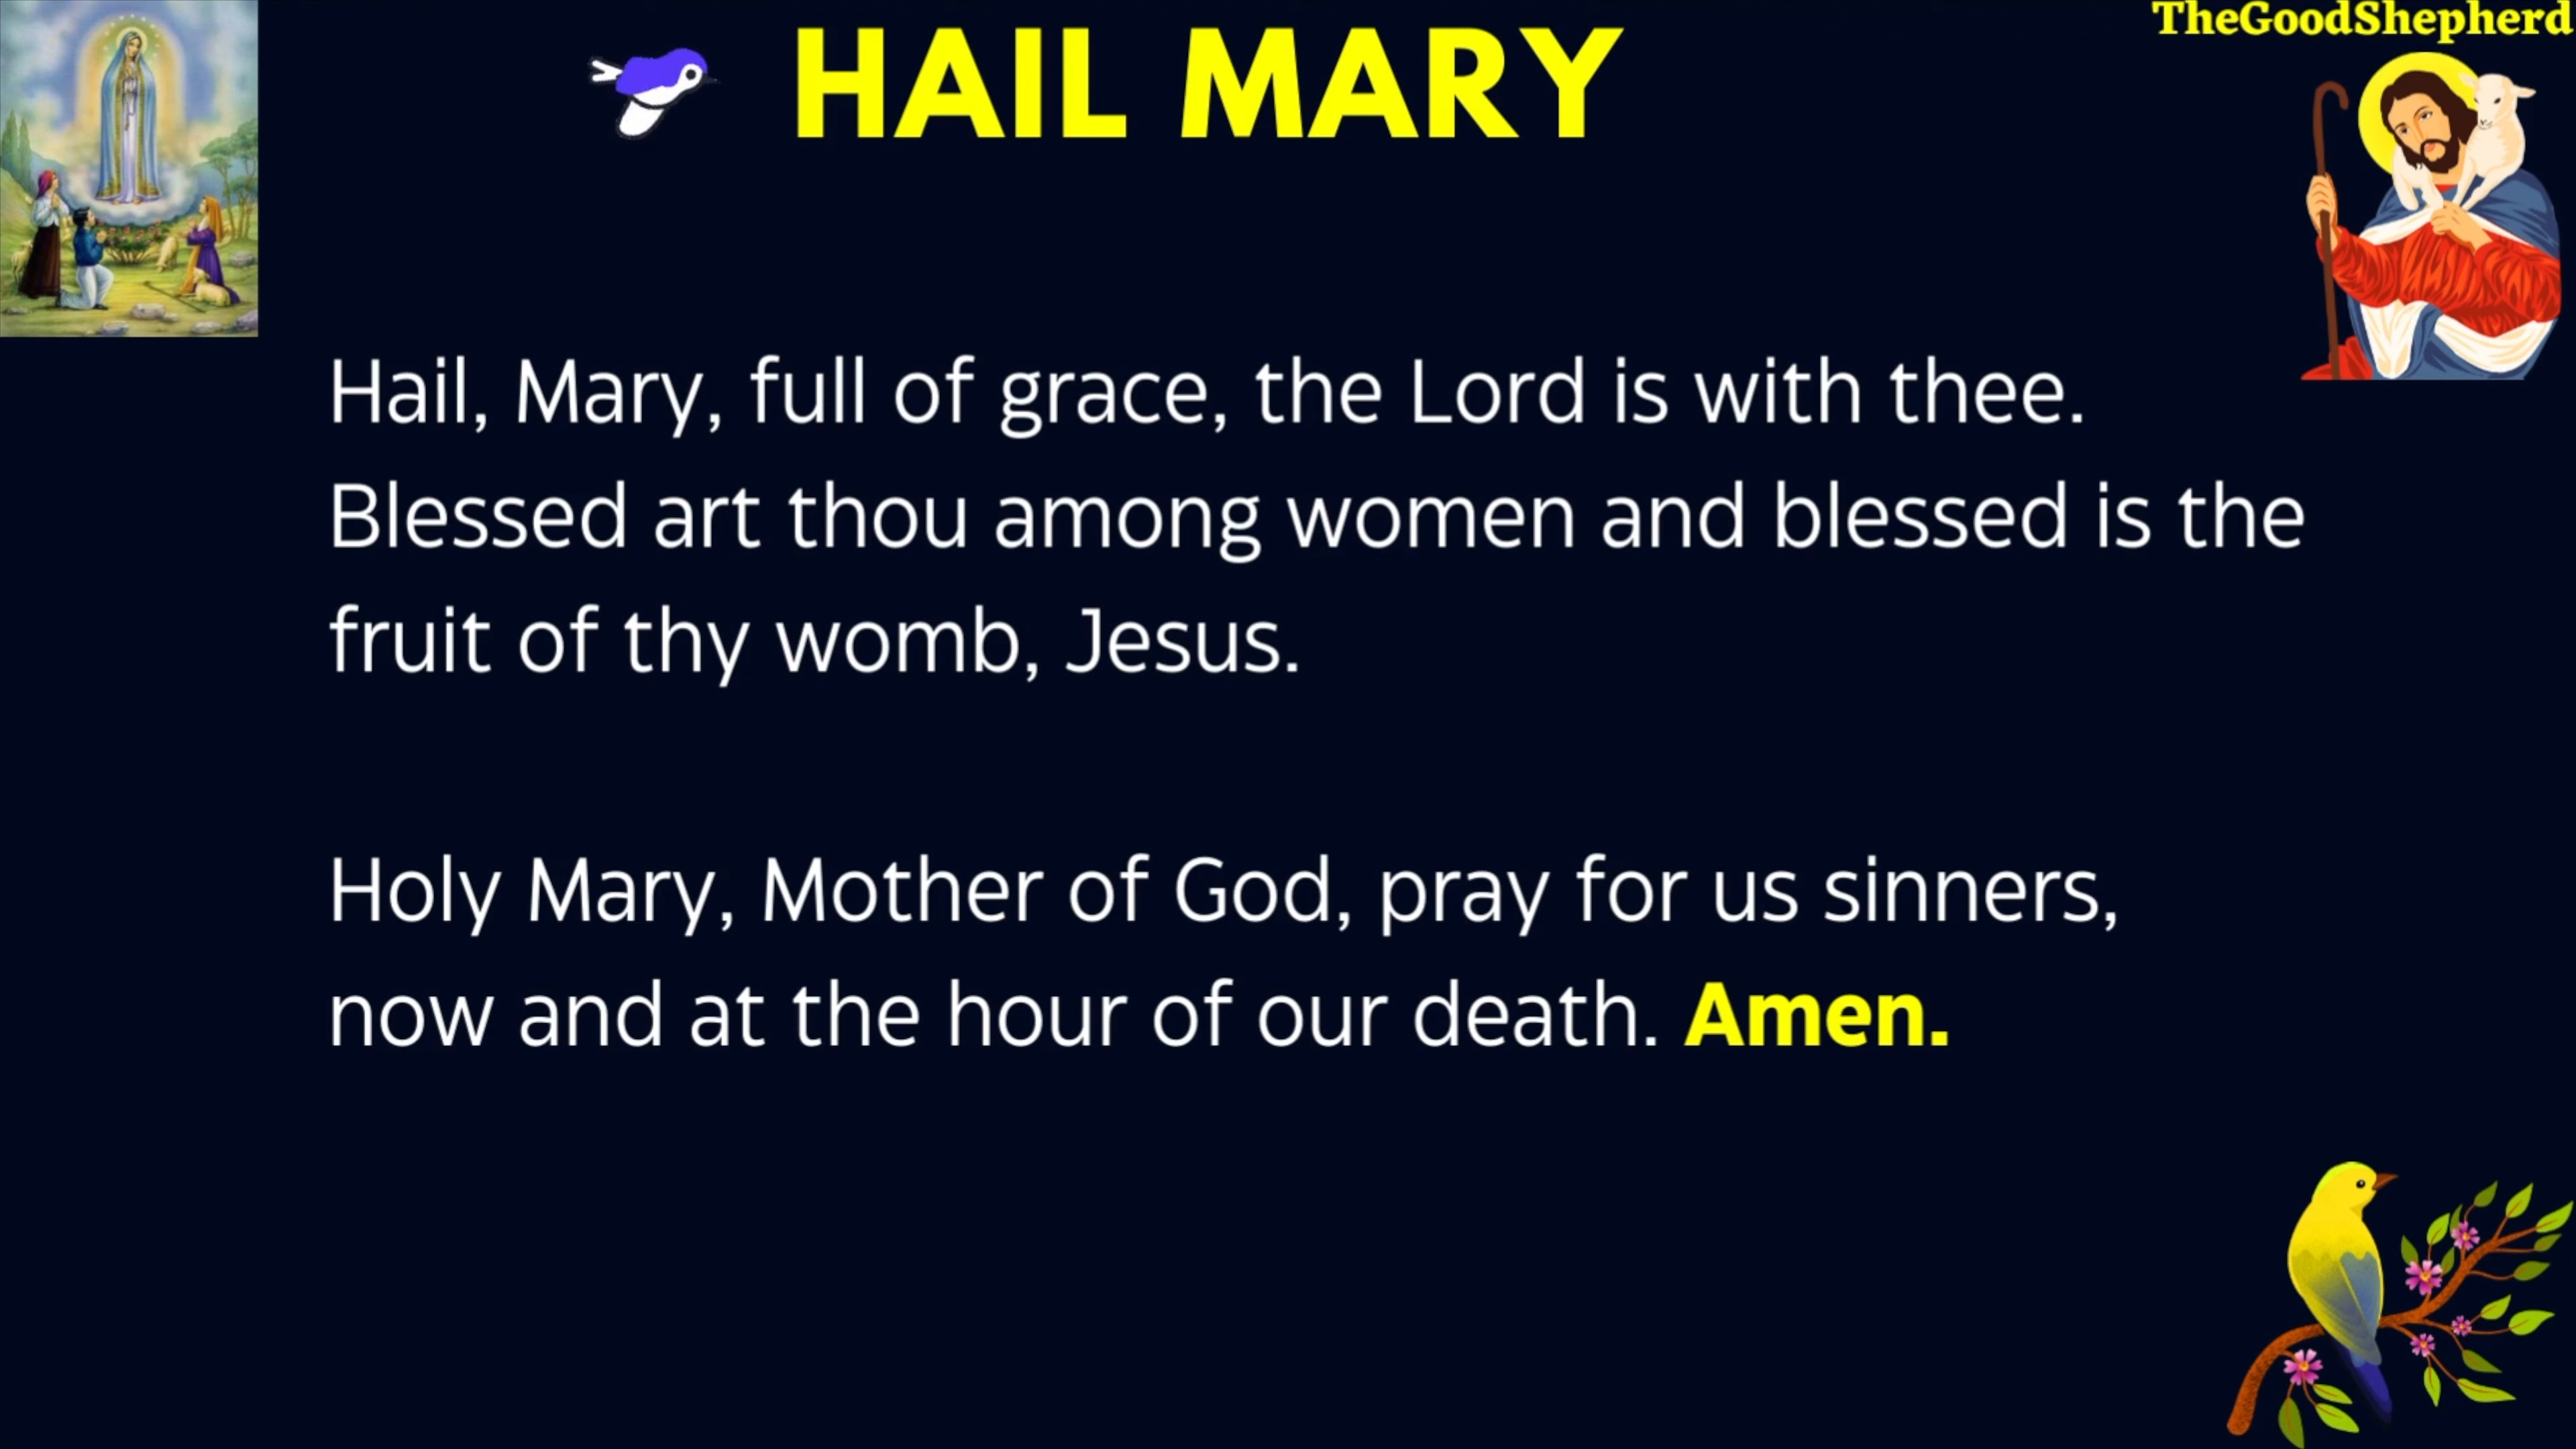 TheGoodShepherd
HAIL MARY
Hail, Mary, full of grace, the Lord is with thee.
Blessed art thou among women and blessed is the
fruit of thy womb, Jesus.
Holy Mary, Mother of God, pray for us sinners,
now and at the hour of our death. Amen.